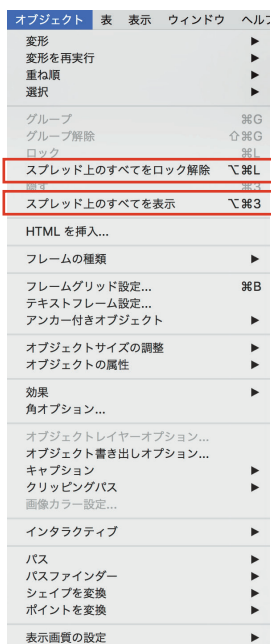 オブジェクト 表 表示 ウィンドウ ヘルプ
変形 ▶
変形を再実行 ▶
重ね順 ▶
選択 ▶
グループ ⌘G
グループ解除 ⇧⌘G
ロック ⌘L
スプレッド上のすべてをロック解除 ⌥⌘L
隠す ⌘3
スプレッド上のすべてを表示 ⌥⌘3
HTML を挿入...
フレームの種類 ▶
フレームグリッド設定... ⌘B
テキストフレーム設定...
アンカー付きオブジェクト ▶
オブジェクトサイズの調整 ▶
オブジェクトの属性 ▶
効果 ▶
角オプション...
オブジェクトレイヤーオプション...
オブジェクト書き出しオプション...
キャプション ▶
クリッピングパス ▶
画像カラー設定...
インタラクティブ ▶
パス ▶
パスファインダー ▶
シェイプを変換 ▶
ポイントを変換 ▶
表示画質の設定 ▶